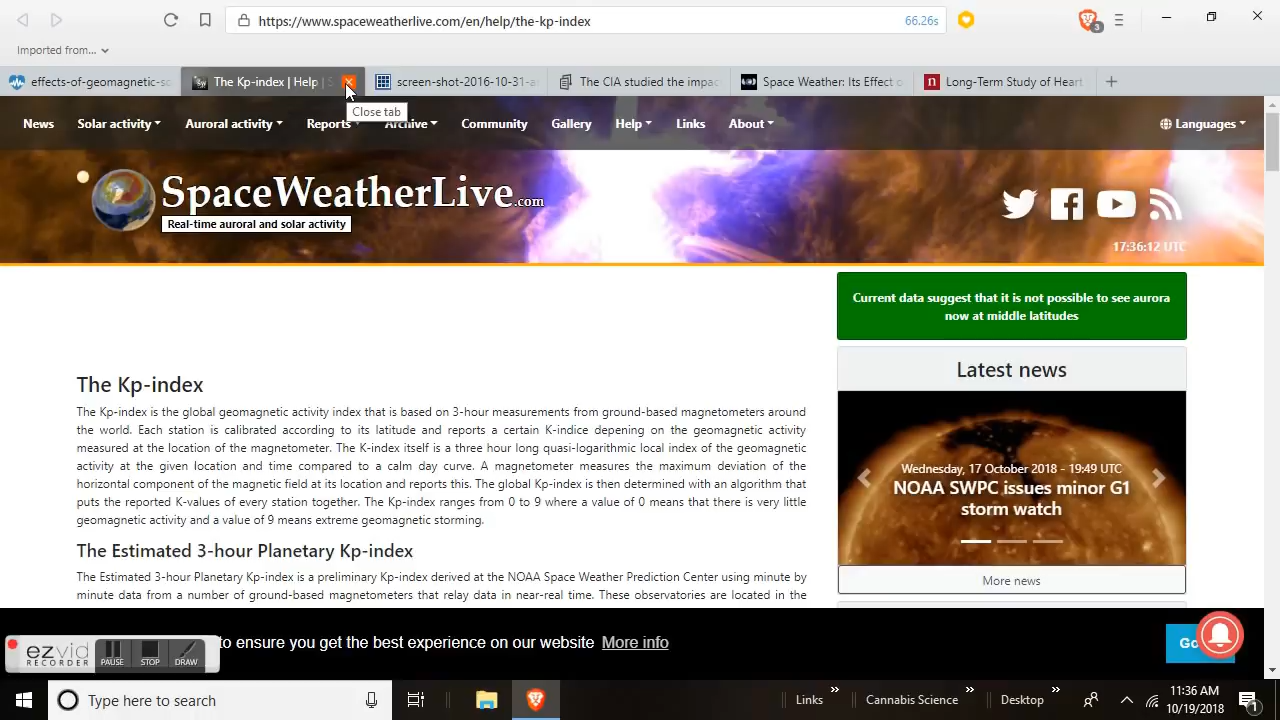 https://www.spaceweatherlive.com/en/help/the-kp-index
66.26s
3
Imported from...
effects-of-geomagnetic-so
The Kp-index | Help | S
screen-shot-2016-10-31-a
The CIA studied the impa
Space Weather: Its Effect o
Long-Term Study of Heart
Close tab
News
Solar activity
Auroral activity
Reports
Archive
Community
Gallery
Help
Links
About
Languages
SpaceWeatherLive.com
Real-time auroral and solar activity
17:36:12 UTC
Current data suggest that it is not possible to see aurora
now at middle latitudes
Latest news
The Kp-index
The Kp-index is the global geomagnetic activity index that is based on 3-hour measurements from ground-based magnetometers around
the world. Each station is calibrated according to its latitude and reports a certain K-indice depening on the geomagnetic activity
measured at the location of the magnetometer. The K-index itself is a three hour long quasi-logarithmic local index of the geomagnetic
activity at the given location and time compared to a calm day curve. A magnetometer measures the maximum deviation of the
horizontal component of the magnetic field at its location and reports this. The global Kp-index is then determined with an algorithm that
puts the reported K-values of every station together. The Kp-index ranges from 0 to 9 where a value of 0 means that there is very little
geomagnetic activity and a value of 9 means extreme geomagnetic storming.
Wednesday, 17 October 2018 - 19:49 UTC
NOAA SWPC issues minor G1
storm watch
More news
The Estimated 3-hour Planetary Kp-index
The Estimated 3-hour Planetary Kp-index is a preliminary Kp-index derived at the NOAA Space Weather Prediction Center using minute by
minute data from a number of ground-based magnetometers that relay data in near-real time. These observatories are located in the
to ensure you get the best experience on our website More info
Go
ezvid
RECORDER
PAUSE
STOP
DRAW
Type here to search
Links
Cannabis Science
Desktop
11:36 AM
10/19/2018
1